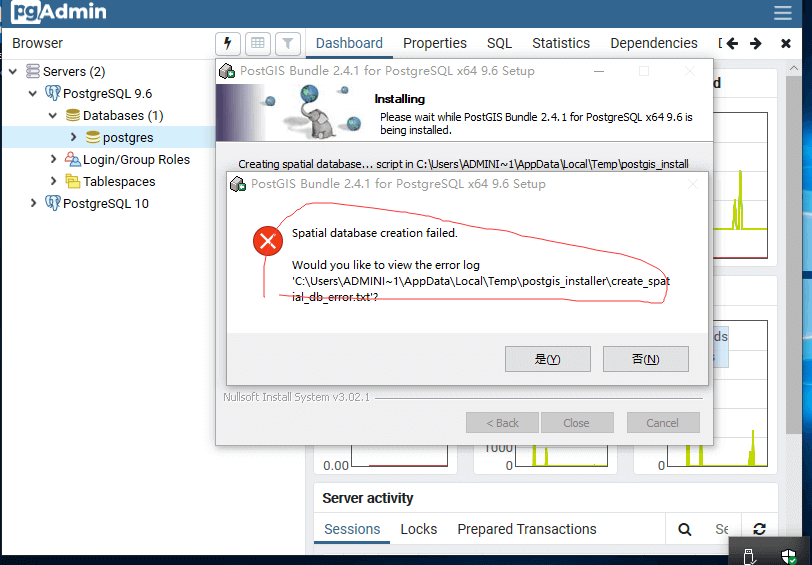 pgAdmin
Browser
Dashboard
Properties
SQL
Statistics
Dependencies
Servers (2)
PostgreSQL 9.6
Databases (1)
postgres
Login/Group Roles
Tablespaces
PostgreSQL 10
PostGIS Bundle 2.4.1 for PostgreSQL x64 9.6 Setup
Installing
Please wait while PostGIS Bundle 2.4.1 for PostgreSQL x64 9.6 is
being installed.
Creating spatial database... script in C:\Users\ADMINI~1\AppData\Local\Temp\postgis_install
PostGIS Bundle 2.4.1 for PostgreSQL x64 9.6 Setup
Spatial database creation failed.
Would you like to view the error log
'C:\Users\ADMINI~1\AppData\Local\Temp\postgis_installer\create_spat
ial_db_error.txt'?
是(Y)
否(N)
Nullsoft Install System v3.02.1
< Back
Close
Cancel
0.00
1000
0
0
Server activity
Sessions
Locks
Prepared Transactions
Se